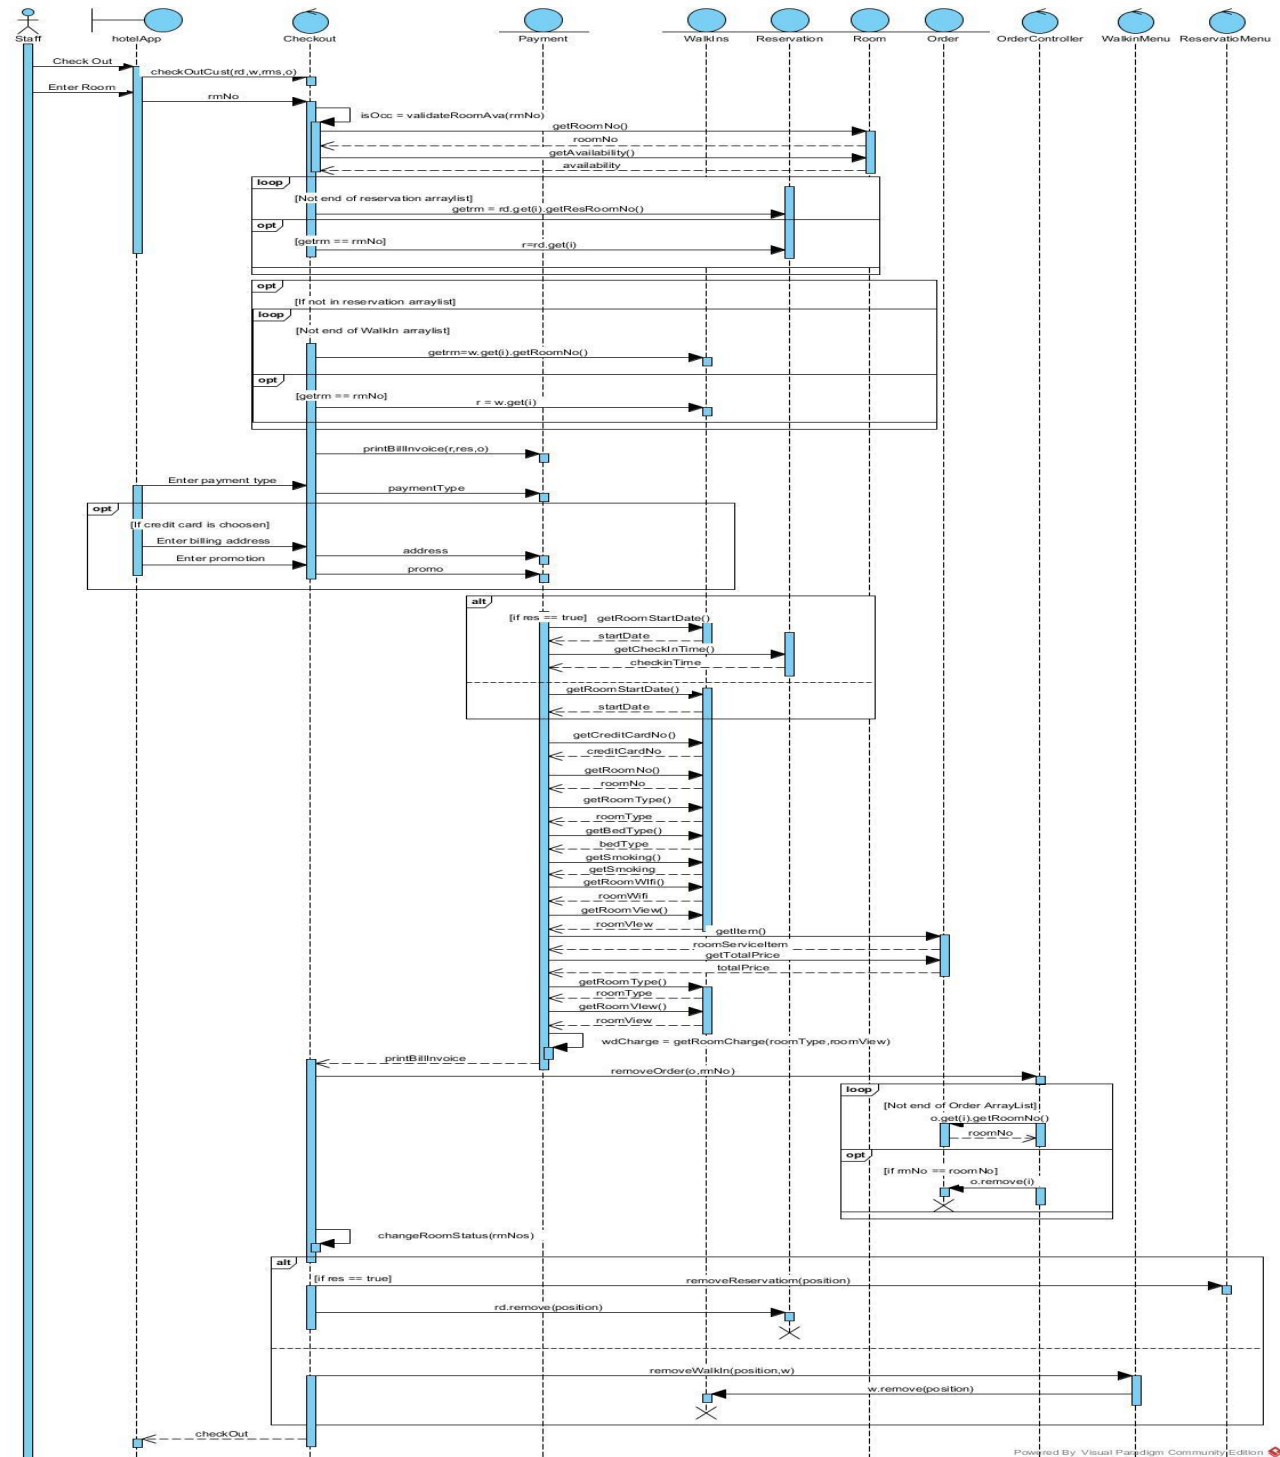 Staff hotelApp Checkout Payment WalkIns Reservation Room Order OrderController WalkinMenu ReservatioMenu
Check Out
checkOutCust(rd,w,rms,o)
Enter Room
rmNo
isOcc = validateRoomAva(rmNo)
getRoomNo()
roomNo
getAvailability()
availability
loop
[Not end of reservation arraylist]
getrm = rd.get(i).getResRoomNo()
opt
[getrm == rmNo]
r=rd.get(i)
opt
[If not in reservation arraylist]
loop
[Not end of WalkIn arraylist]
getrm=w.get(i).getRoomNo()
opt
[getrm == rmNo]
r = w.get(i)
printBillInvoice(r,res,o)
Enter payment type
paymentType
opt
[If credit card is choosen]
Enter billing address
address
Enter promotion
promo
alt
[if res == true] getRoomStartDate()
startDate
getCheckInTime()
checkinTime
getRoomStartDate()
startDate
getCreditCardNo()
creditCardNo
getRoomNo()
roomNo
getRoomType()
roomType
getBedType()
bedType
getSmoking()
getSmoking
getRoomWIfi()
roomWifi
getRoomView()
roomVIew
getItem()
roomServiceItem
getTotalPrice
totalPrice
getRoomType()
roomType
getRoomVIew()
roomView
wdCharge = getRoomCharge(roomType,roomView)
printBillInvoice
removeOrder(o,rmNo)
loop
[Not end of Order ArrayList]
o.get(i).getRoomNo()
roomNo
opt
[if rmNo == roomNo]
o.remove(i)
changeRoomStatus(rmNos)
alt
[if res == true]
removeReservatiom(position)
rd.remove(position)
removeWalkIn(position,w)
w.remove(position)
checkOut
Powered By Visual Paradigm Community Edition